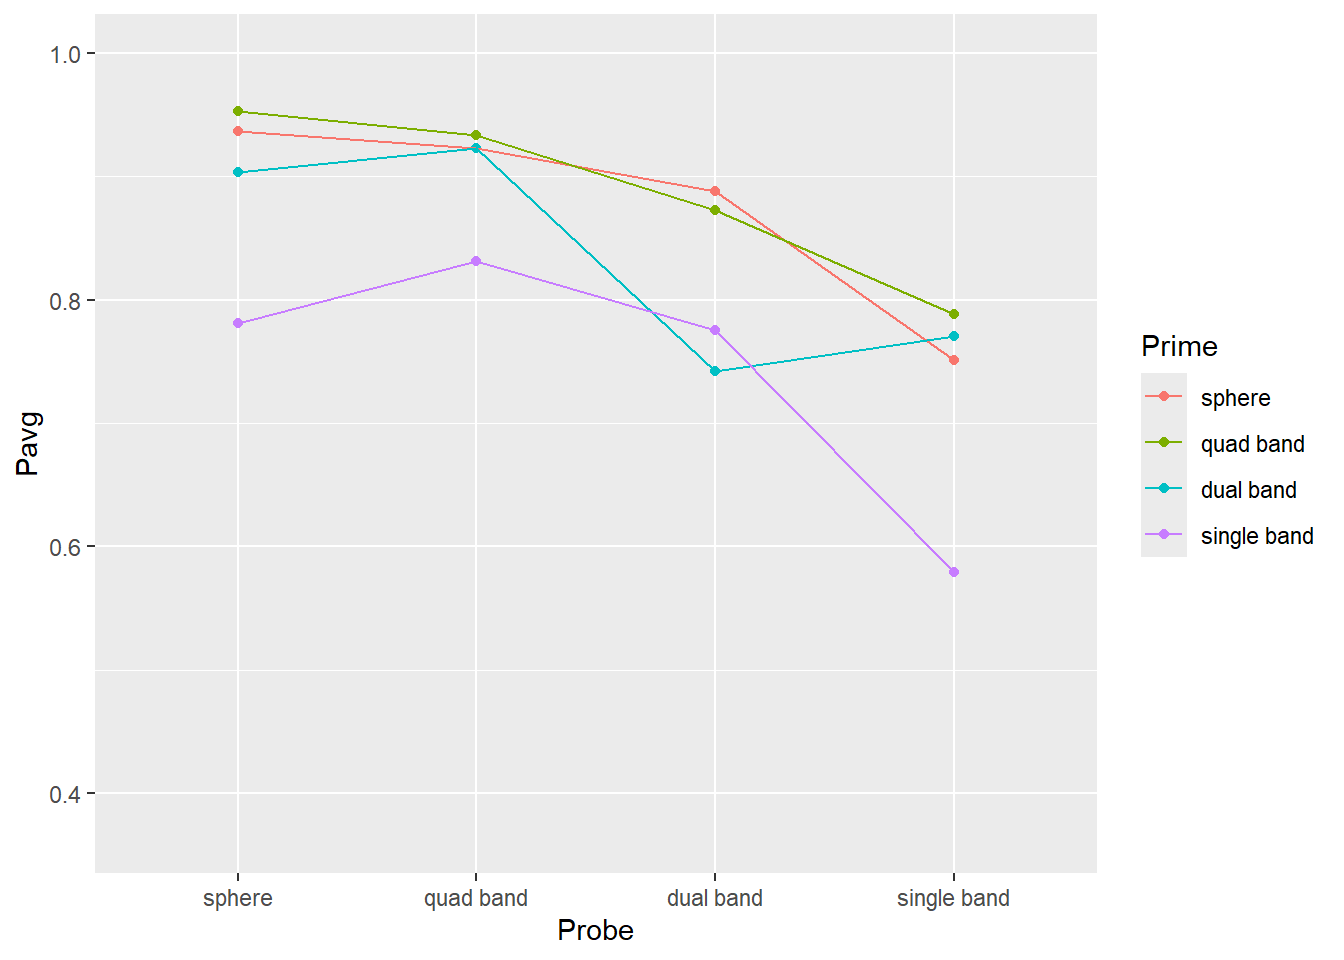 1.0
0.8
0.6
0.4
Pavg
sphere
quad band
dual band
single band
Probe
Prime
sphere
quad band
dual band
single band